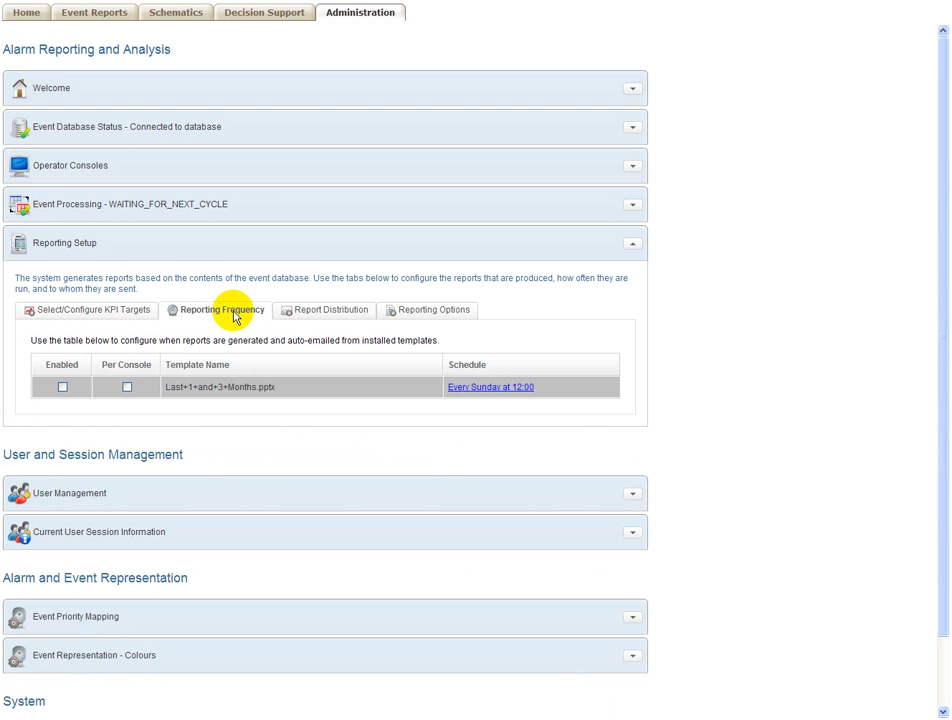 Home Event Reports Schematics Decision Support Administration
Alarm Reporting and Analysis
Welcome
Event Database Status - Connected to database
Operator Consoles
Event Processing - WAITING_FOR_NEXT_CYCLE
Reporting Setup
The system generates reports based on the contents of the event database. Use the tabs below to configure the reports that are produced, how often they are
run, and to whom they are sent.
Select/Configure KPI Targets Reporting Frequency Report Distribution Reporting Options
Use the table below to configure when reports are generated and auto-emailed from installed templates.
Enabled Per Console Template Name Schedule
Last+1+and+3+Months.pptx Every Sunday at 12:00
User and Session Management
User Management
Current User Session Information
Alarm and Event Representation
Event Priority Mapping
Event Representation - Colours
System